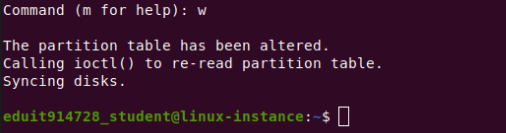 Command (m for help): w
The partition table has been altered.
Calling ioctl() to re-read partition table.
Syncing disks.
eduit914728_student@linux-instance:~$